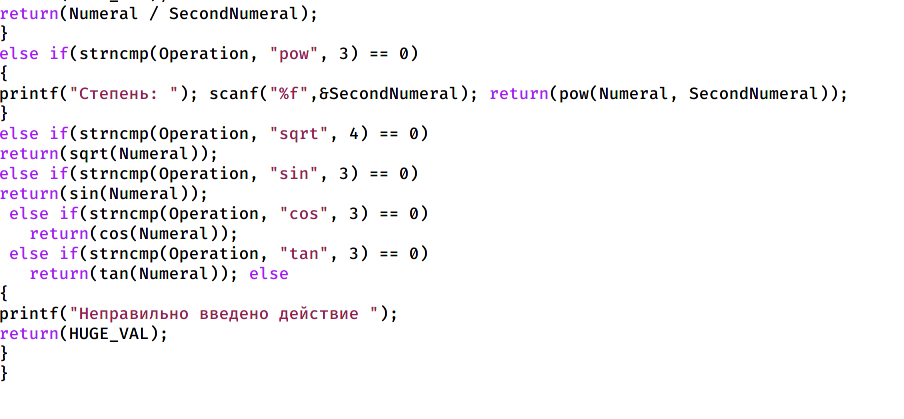 return(Numeral / SecondNumeral);
}
else if(strncmp(Operation, "pow", 3) == 0)
{
printf("Степень: "); scanf("%f",&SecondNumeral); return(pow(Numeral, SecondNumeral));
}
else if(strncmp(Operation, "sqrt", 4) == 0)
return(sqrt(Numeral));
else if(strncmp(Operation, "sin", 3) == 0)
return(sin(Numeral));
 else if(strncmp(Operation, "cos", 3) == 0)
   return(cos(Numeral));
 else if(strncmp(Operation, "tan", 3) == 0)
   return(tan(Numeral)); else
{
printf("Неправильно введено действие ");
return(HUGE_VAL);
}
}